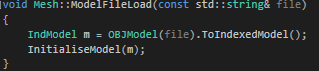 void Mesh::ModelFileLoad(const std::string& file)
{
IndModel m = OBJModel(file).ToIndexedModel();
InitialiseModel(m);
}